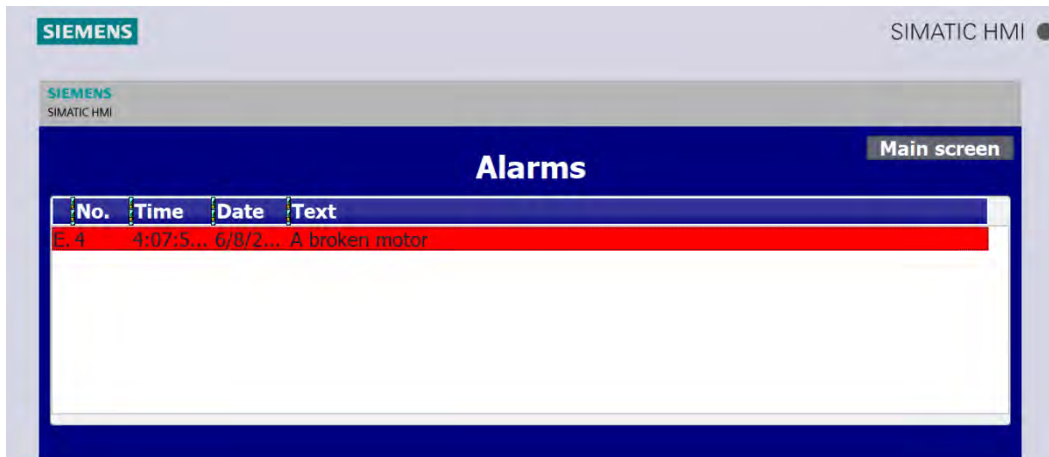 SIEMENS
SIMATIC HMI
SIEMENS
SIMATIC HMI
Main screen
Alarms
No. Time Date Text
E. 4 4:07:5... 6/8/2... A broken motor